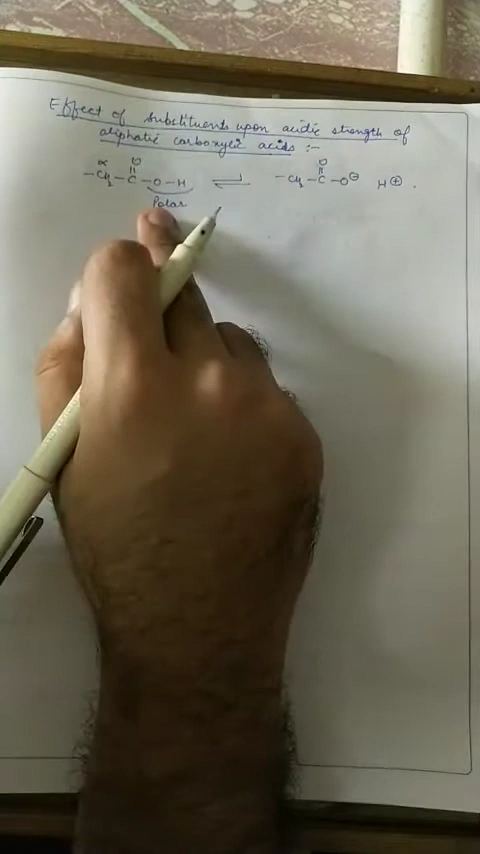 Effect of substituents upon acidic strength of
aliphatic carboxylic acids :-
α O O
-CH2-C-O-H ⇌ -CH2-C-O⊖ H⊕.
Polar